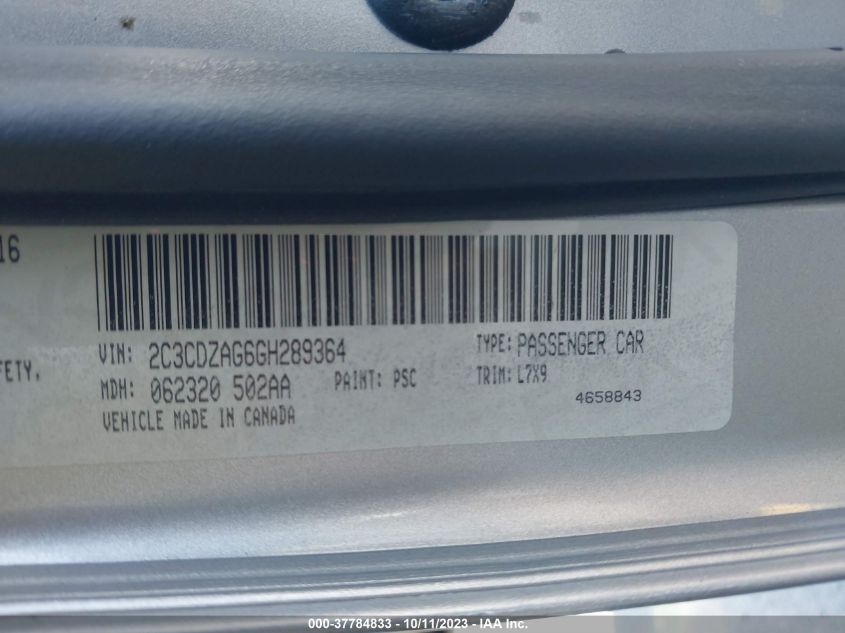 16
VIN: 2C3CDZAG6GH289364 TYPE: PASSENGER CAR
FETY.
MDH: 062320 502AA PAINT: PSC TRIM: L7X9
4658843
VEHICLE MADE IN CANADA
000-37784833 - 10/11/2023 - IAA Inc.